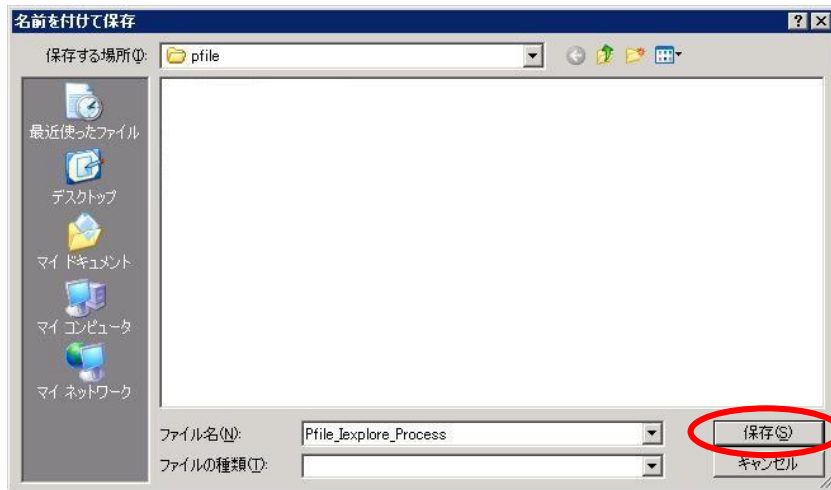 名前を付けて保存
保存する場所(I):
pfile
最近使ったファイル
デスクトップ
マイ ドキュメント
マイ コンピュータ
マイ ネットワーク
ファイル名(N):
Pfile_Iexplore_Process
保存(S)
ファイルの種類(T):
キャンセル